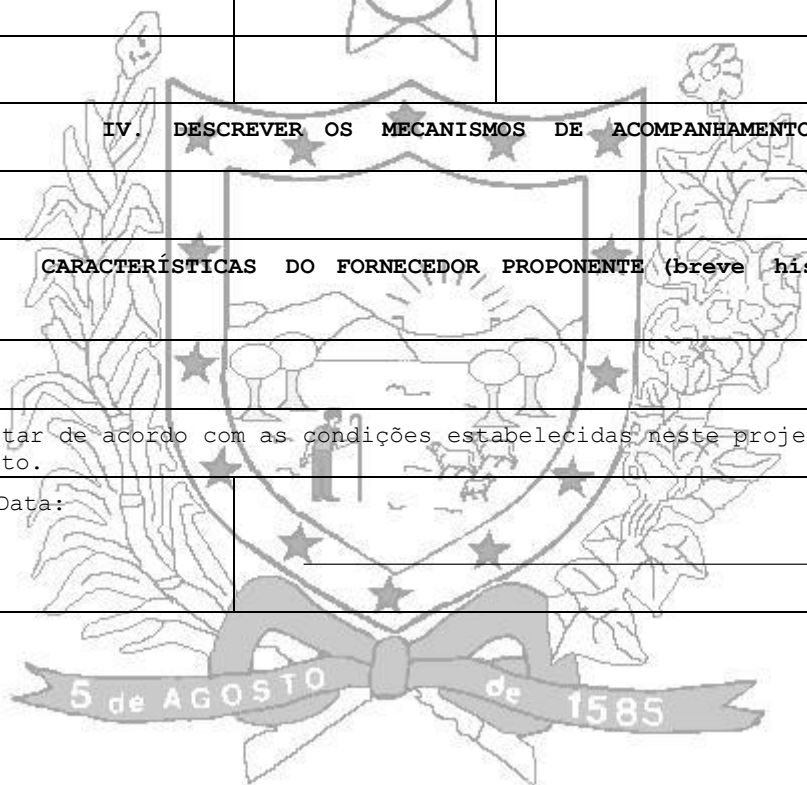 IV. DESCREVER OS MECANISMOS DE ACOMPANHAMENTO
CARACTERÍSTICAS DO FORNECEDOR PROPONENTE (breve his
tar de acordo com as condições estabelecidas neste proje
to.
Data:
5 de AGOSTO de 1585